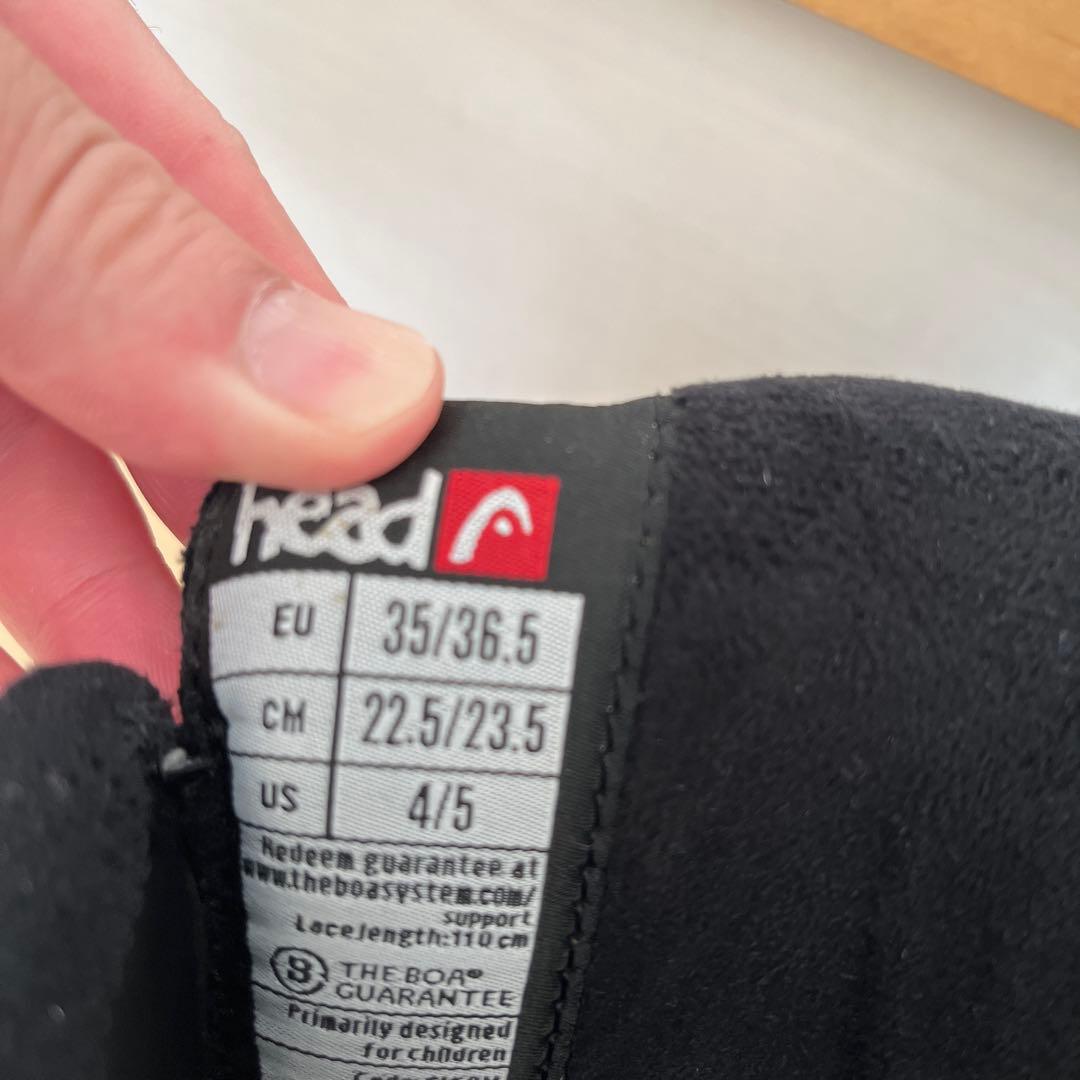 head
EU 35/36.5
CM 22.5/23.5
US 4/5
Redeem guarantee at
www.theboasystem.com/
support
Lace length:110 cm
THE BOA®
GUARANTEE
Primarily designed
for children